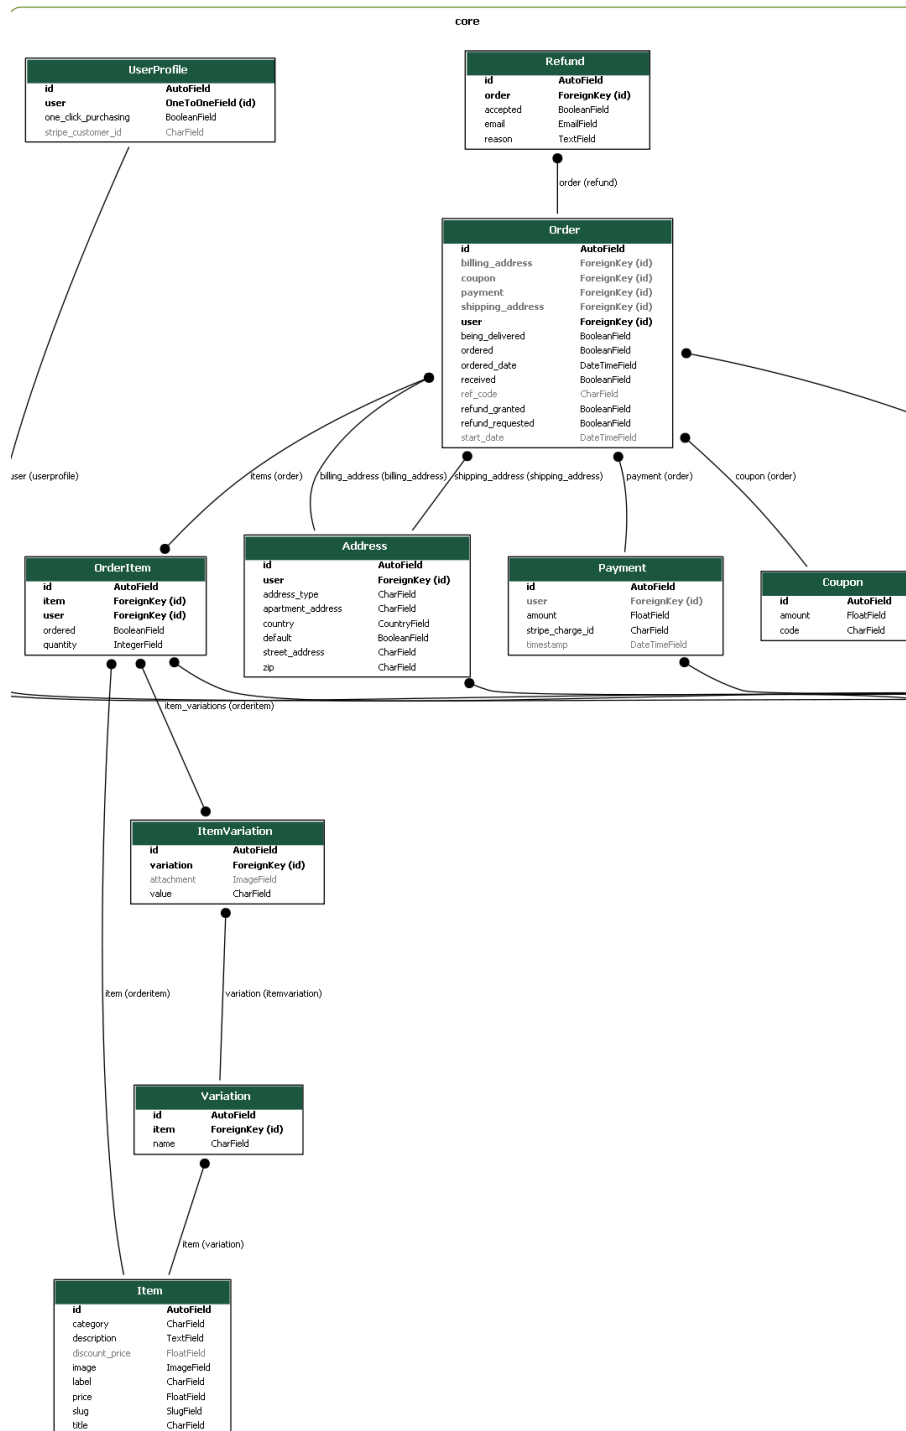 core
UserProfile
id AutoField
user OneToOneField (id)
one_click_purchasing BooleanField
stripe_customer_id CharField
Refund
id AutoField
order ForeignKey (id)
accepted BooleanField
email EmailField
reason TextField
order (refund)
Order
id AutoField
billing_address ForeignKey (id)
coupon ForeignKey (id)
payment ForeignKey (id)
shipping_address ForeignKey (id)
user ForeignKey (id)
being_delivered BooleanField
ordered BooleanField
ordered_date DateTimeField
received BooleanField
ref_code CharField
refund_granted BooleanField
refund_requested BooleanField
start_date DateTimeField
user (userprofile)
items (order)
billing_address (billing_address)
shipping_address (shipping_address)
payment (order)
coupon (order)
OrderItem
id AutoField
item ForeignKey (id)
user ForeignKey (id)
ordered BooleanField
quantity IntegerField
Address
id AutoField
user ForeignKey (id)
address_type CharField
apartment_address CharField
country CountryField
default BooleanField
street_address CharField
zip CharField
Payment
id AutoField
user ForeignKey (id)
amount FloatField
stripe_charge_id CharField
timestamp DateTimeField
Coupon
id AutoField
amount FloatField
code CharField
item_variations (orderitem)
ItemVariation
id AutoField
variation ForeignKey (id)
attachment ImageField
value CharField
item (orderitem)
variation (itemvariation)
Variation
id AutoField
item ForeignKey (id)
name CharField
item (variation)
Item
id AutoField
category CharField
description TextField
discount_price FloatField
image ImageField
label CharField
price FloatField
slug SlugField
title CharField